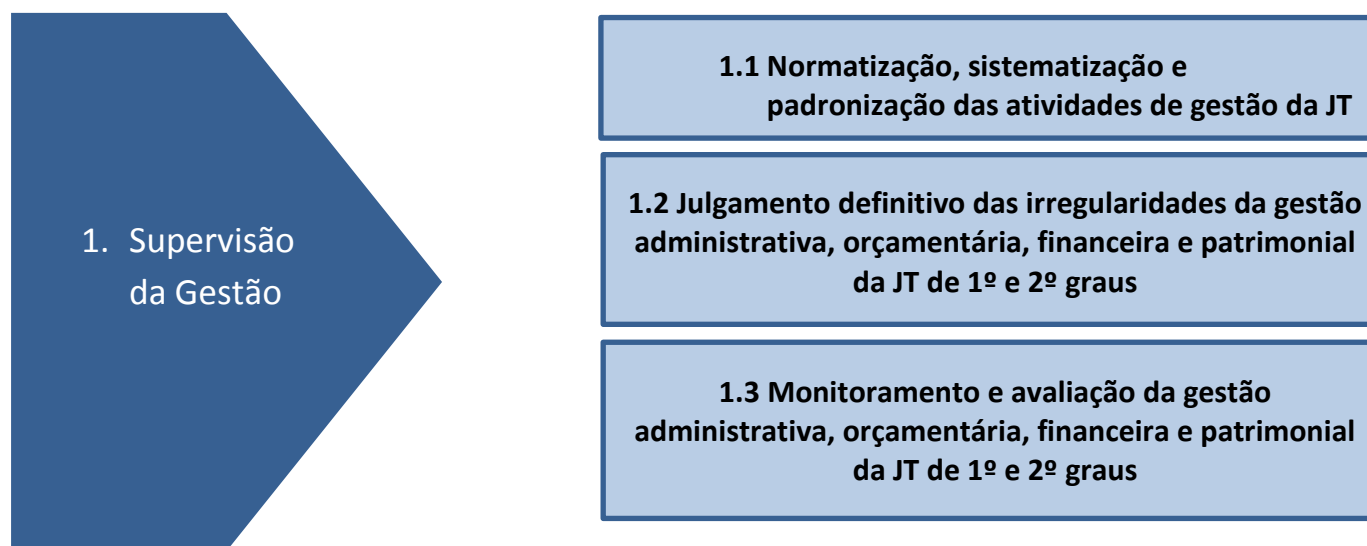 1. Supervisão
da Gestão
1.1 Normatização, sistematização e
padronização das atividades de gestão da JT
1.2 Julgamento definitivo das irregularidades da gestão
administrativa, orçamentária, financeira e patrimonial
da JT de 1º e 2º graus
1.3 Monitoramento e avaliação da gestão
administrativa, orçamentária, financeira e patrimonial
da JT de 1º e 2º graus